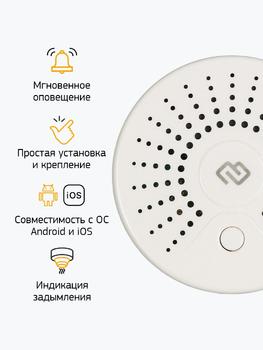 Мгновенное
оповещение
Простая установка
и крепление
iOS
Совместимость с ОС
Android и iOS
Индикация
задымления